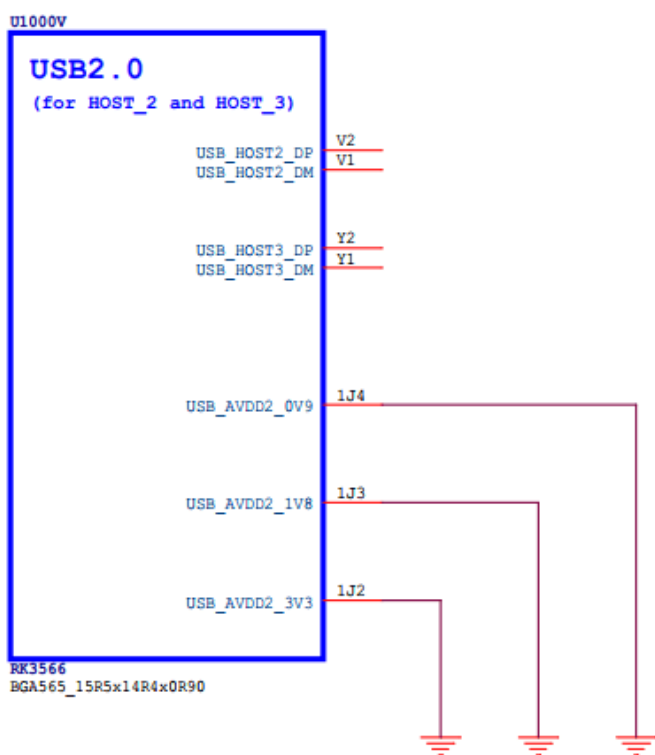 U1000V
USB2.0
(for HOST_2 and HOST_3)
USB_HOST2_DP V2
USB_HOST2_DM V1
USB_HOST3_DP Y2
USB_HOST3_DM Y1
USB_AVDD2_0V9 1J4
USB_AVDD2_1V8 1J3
USB_AVDD2_3V3 1J2
RK3566
BGA565_15R5x14R4x0R90